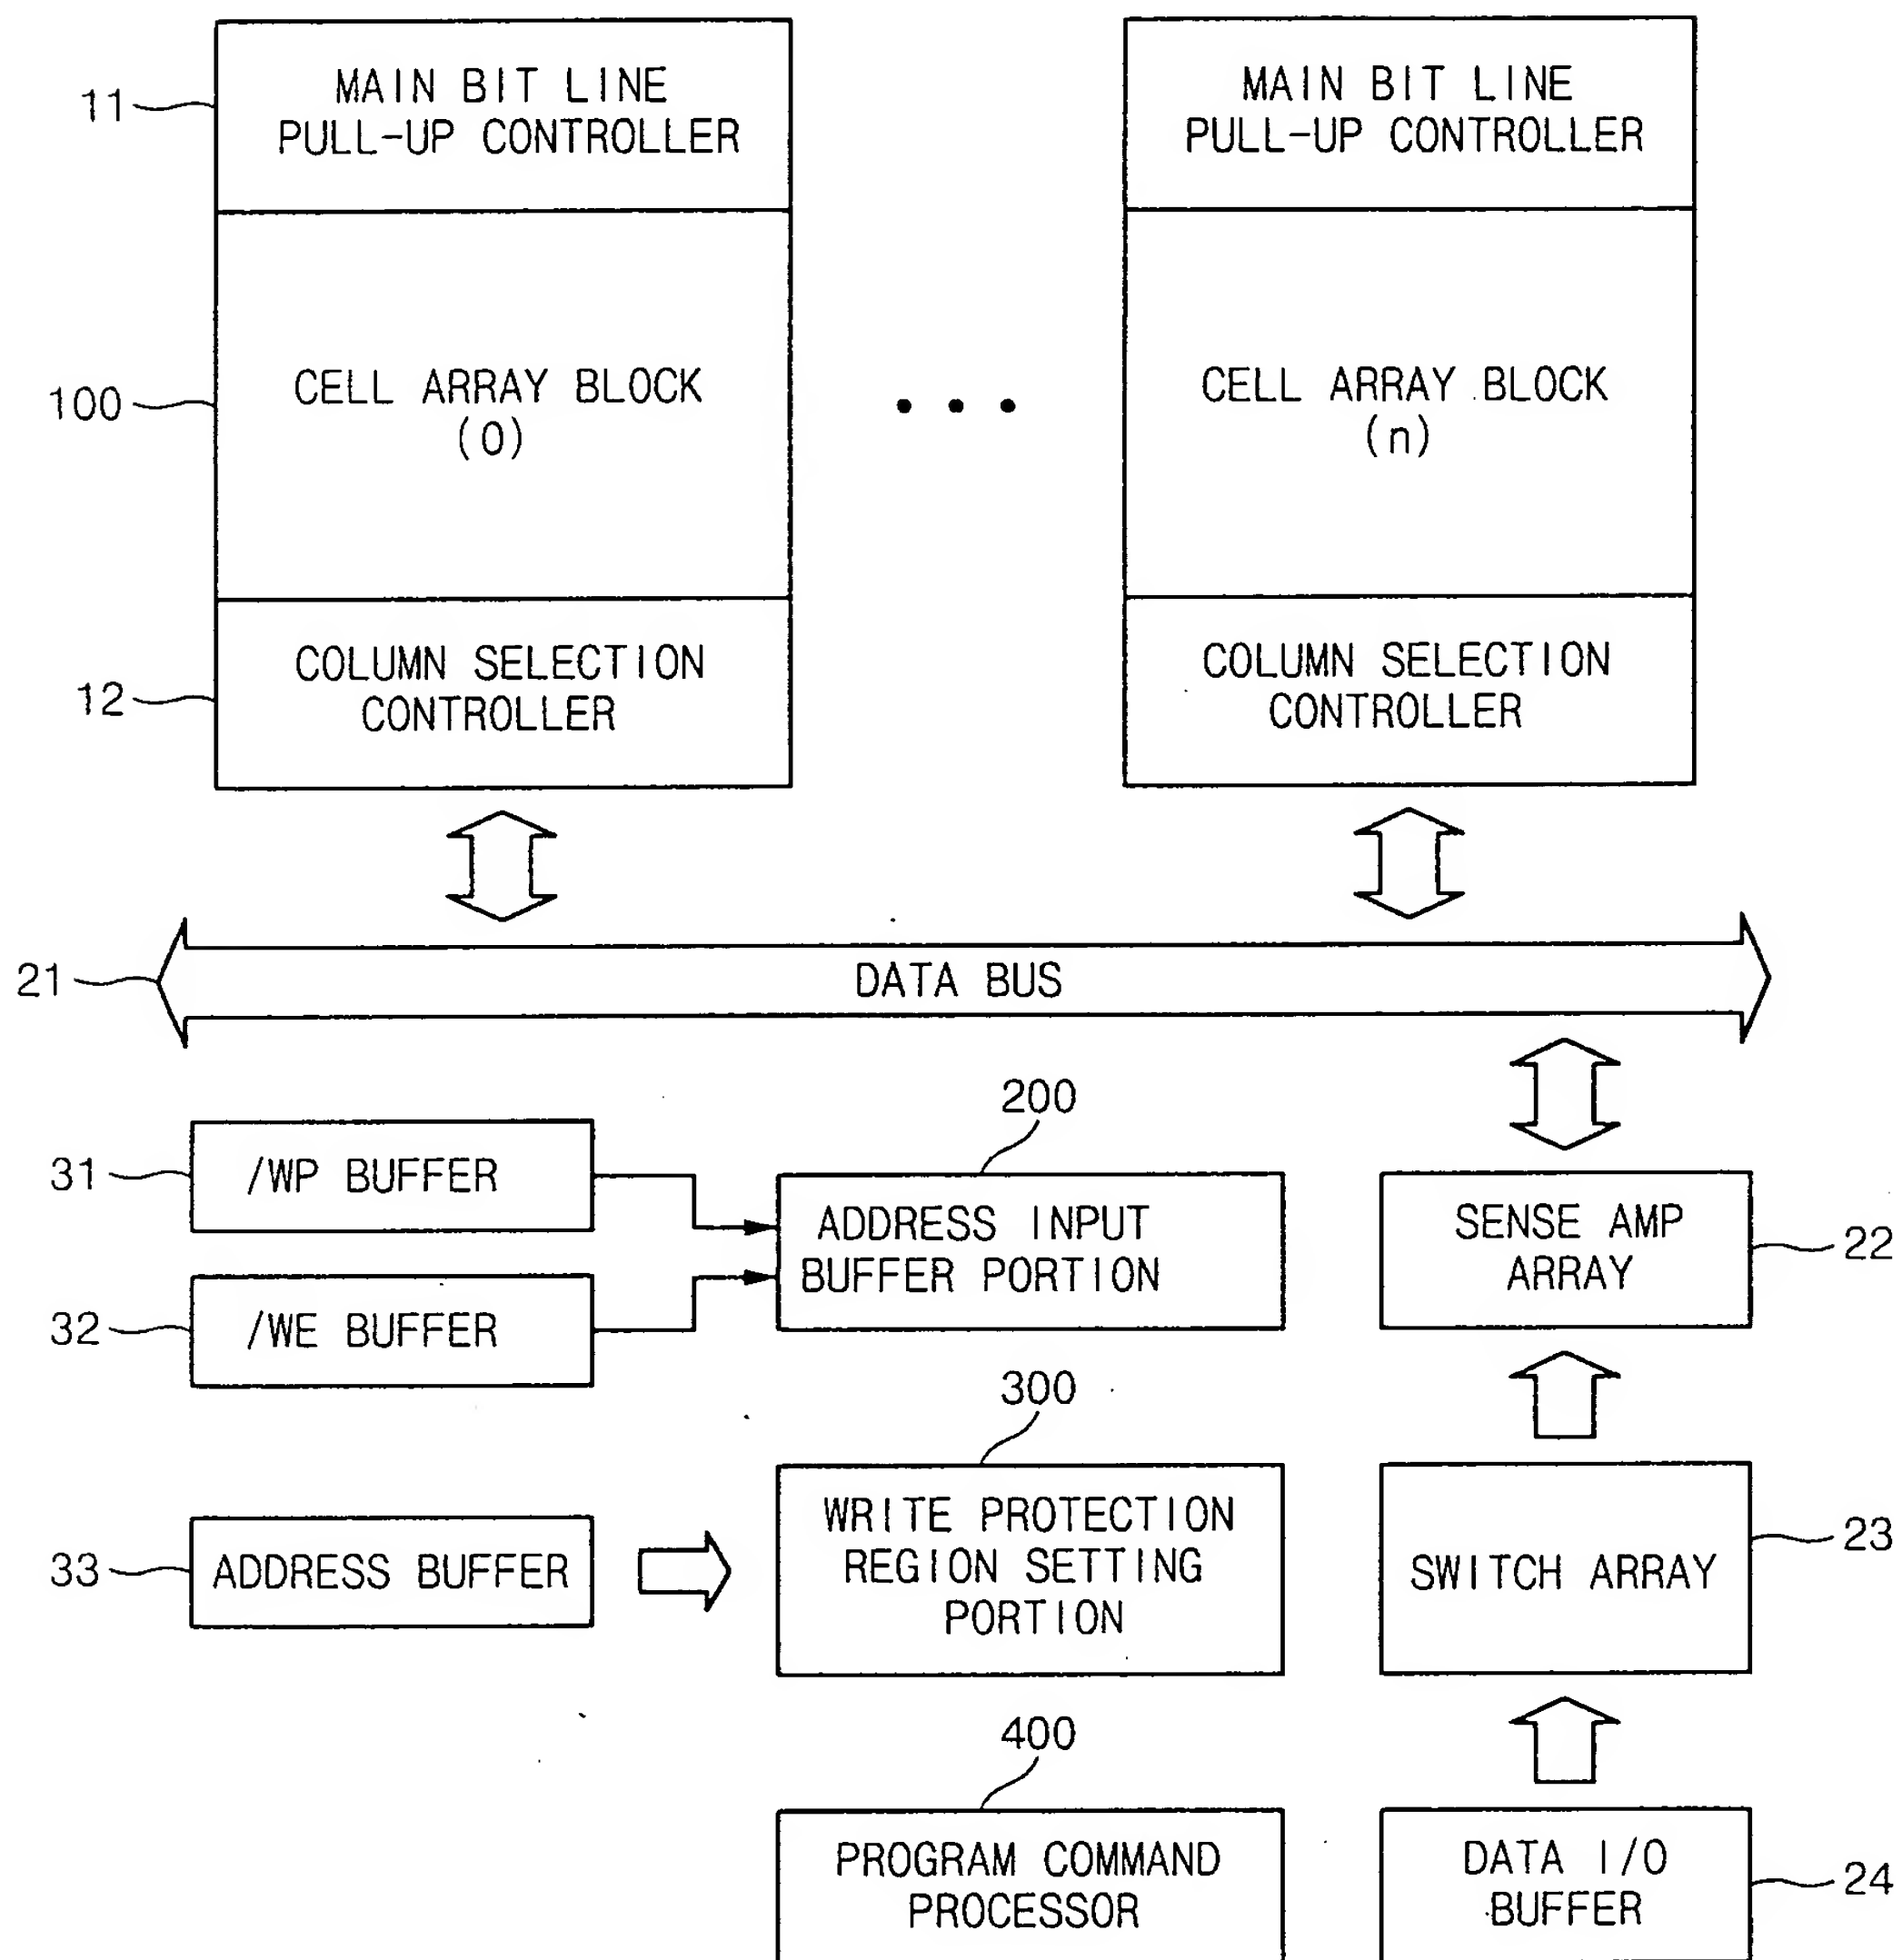 11
MAIN BIT LINE
PULL-UP CONTROLLER
MAIN BIT LINE
PULL-UP CONTROLLER
100
CELL ARRAY BLOCK
(0)
CELL ARRAY BLOCK
(n)
12
COLUMN SELECTION
CONTROLLER
COLUMN SELECTION
CONTROLLER
21
DATA BUS
31
/WP BUFFER
32
/WE BUFFER
200
ADDRESS INPUT
BUFFER PORTION
SENSE AMP
ARRAY
22
33
ADDRESS BUFFER
300
WRITE PROTECTION
REGION SETTING
PORTION
SWITCH ARRAY
23
400
PROGRAM COMMAND
PROCESSOR
DATA I/O
BUFFER
24